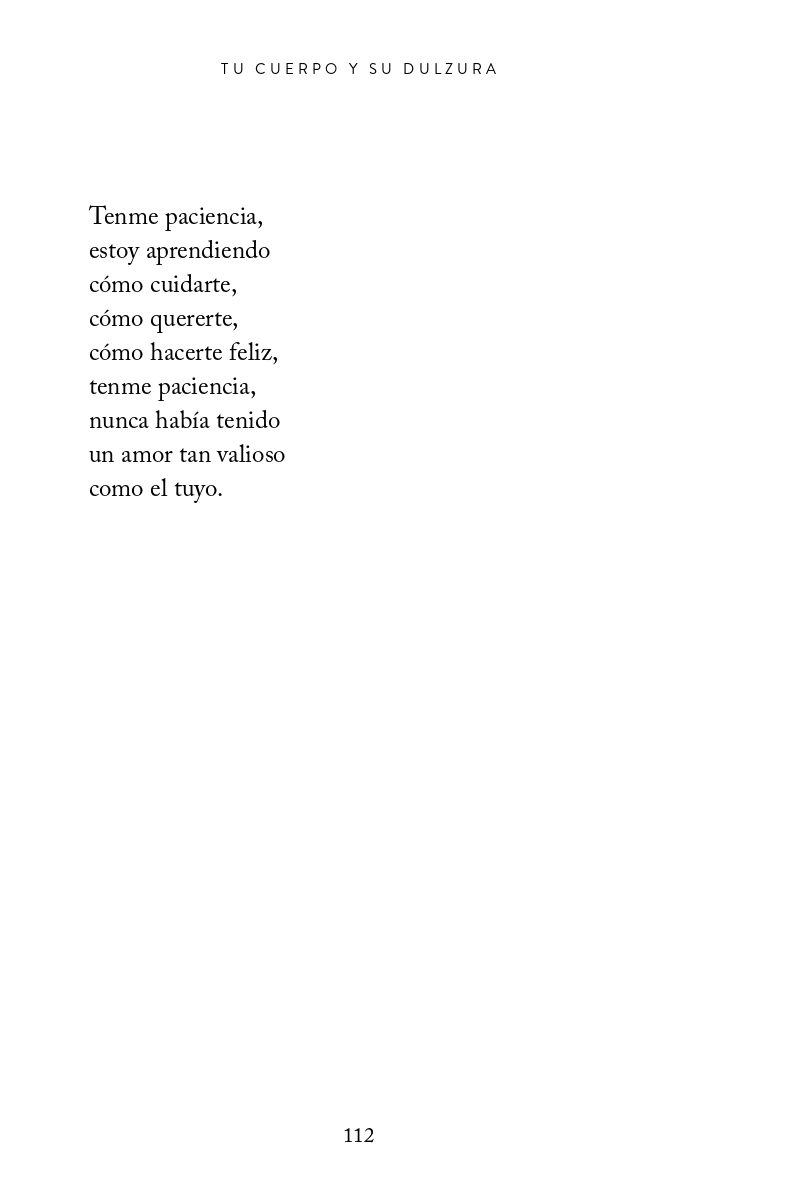 TU CUERPO Y SU DULZURA
Tenme paciencia,
estoy aprendiendo
cómo cuidarte,
cómo quererte,
cómo hacerte feliz,
tenme paciencia,
nunca había tenido
un amor tan valioso
como el tuyo.
112